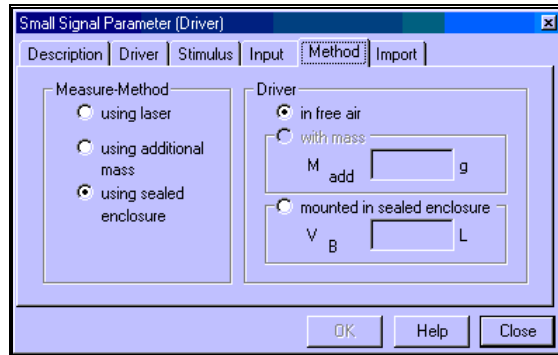 Small Signal Parameter (Driver)
Description Driver Stimulus Input Method Import
Measure-Method
using laser
using additional
mass
using sealed
enclosure
Driver
in free air
with mass
M add g
mounted in sealed enclosure
V B L
OK Help Close